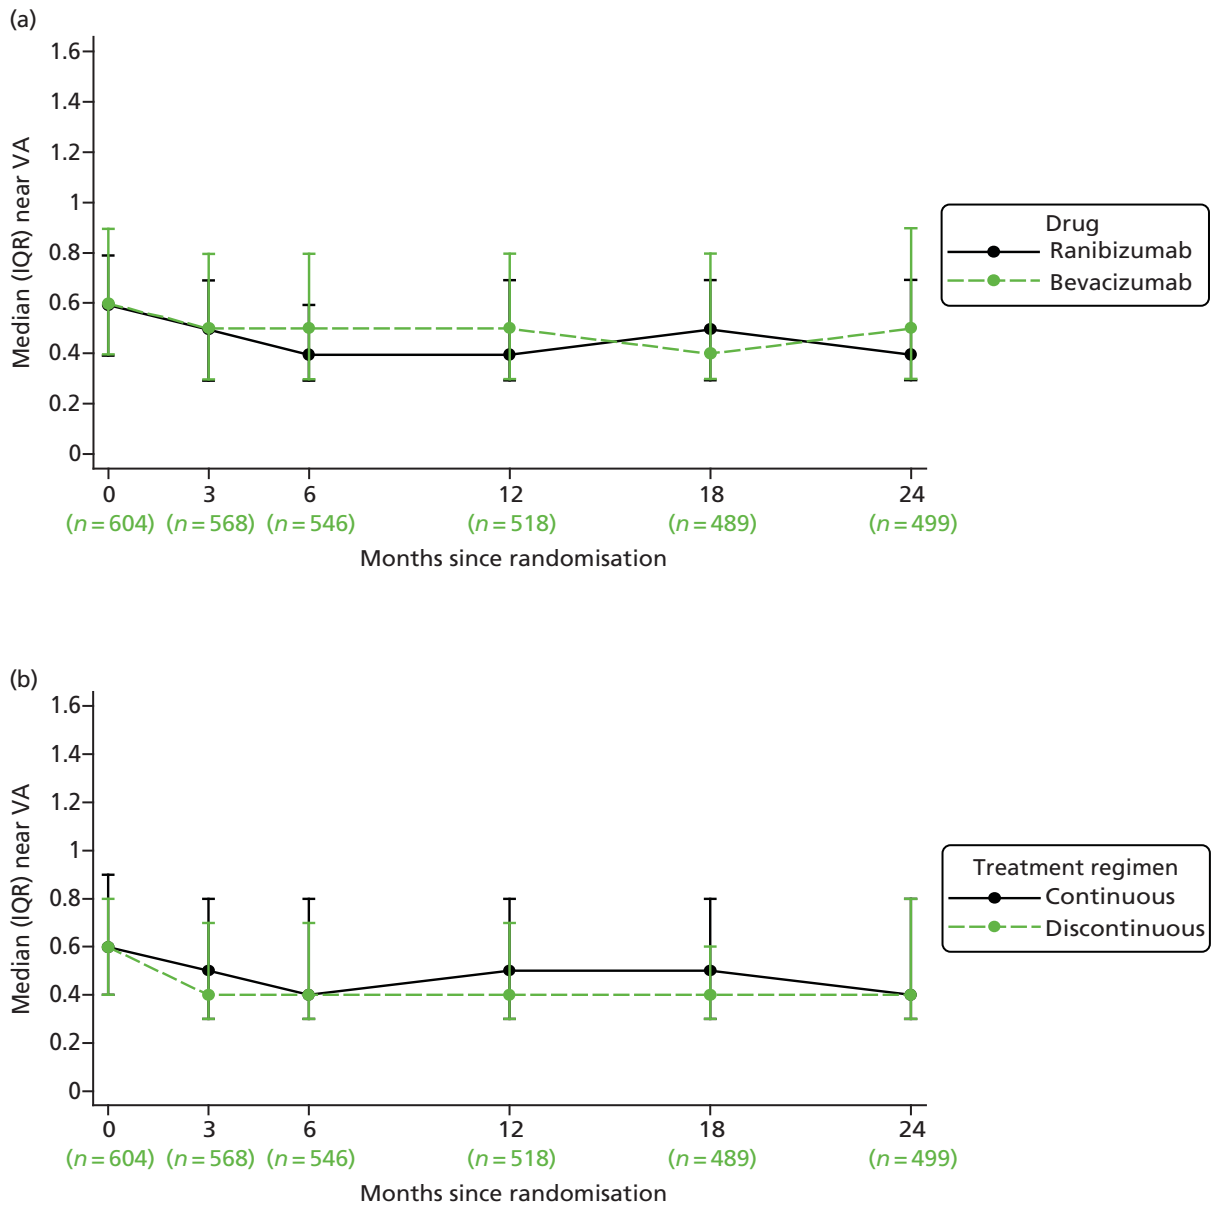 (a)
1.6
1.4
1.2
1
0.8
0.6
0.4
0.2
0
Median (IQR) near VA
0 3 6 12 18 24
(n = 604) (n = 568) (n = 546) (n = 518) (n = 489) (n = 499)
Months since randomisation
Drug
Ranibizumab
Bevacizumab
(b)
1.6
1.4
1.2
1
0.8
0.6
0.4
0.2
0
Median (IQR) near VA
0 3 6 12 18 24
(n = 604) (n = 568) (n = 546) (n = 518) (n = 489) (n = 499)
Months since randomisation
Treatment regimen
Continuous
Discontinuous